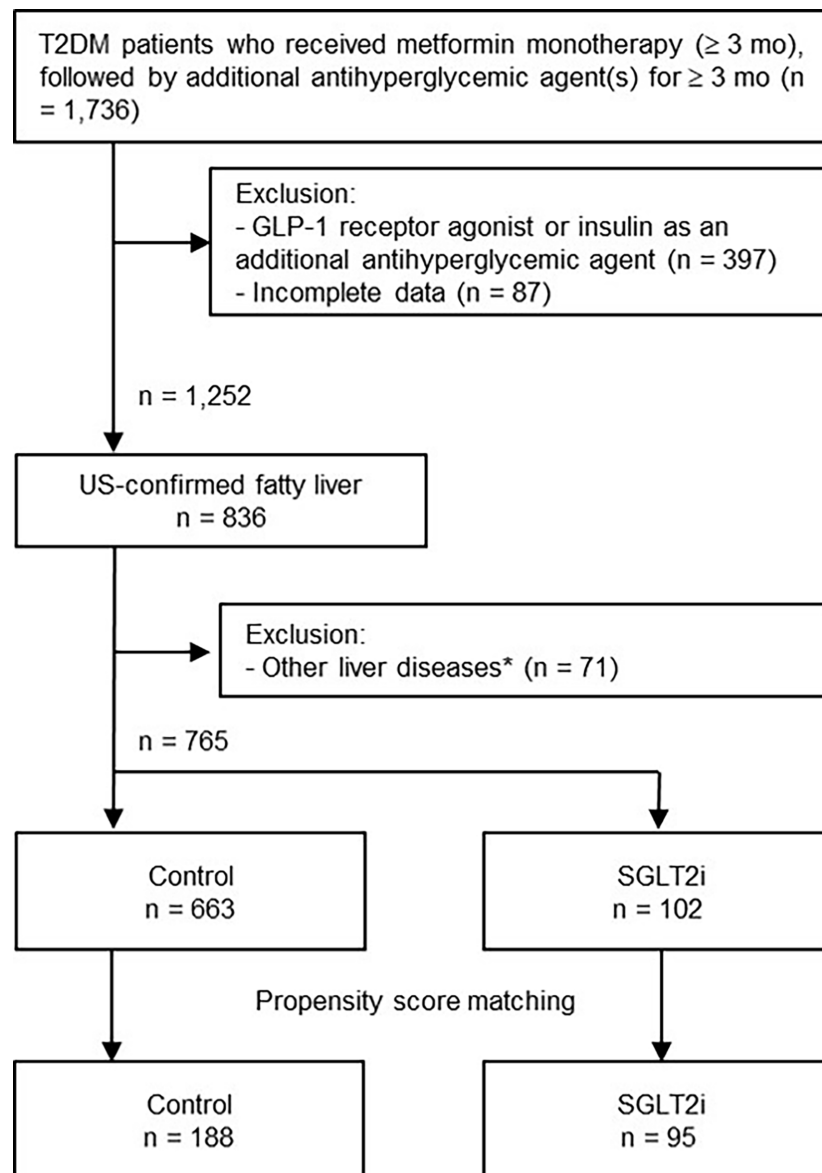 T2DM patients who received metformin monotherapy (≥ 3 mo),
followed by additional antihyperglycemic agent(s) for ≥ 3 mo (n
= 1,736)
Exclusion:
- GLP-1 receptor agonist or insulin as an
additional antihyperglycemic agent (n = 397)
- Incomplete data (n = 87)
n = 1,252
US-confirmed fatty liver
n = 836
Exclusion:
- Other liver diseases* (n = 71)
n = 765
Control
n = 663
SGLT2i
n = 102
Propensity score matching
Control
n = 188
SGLT2i
n = 95